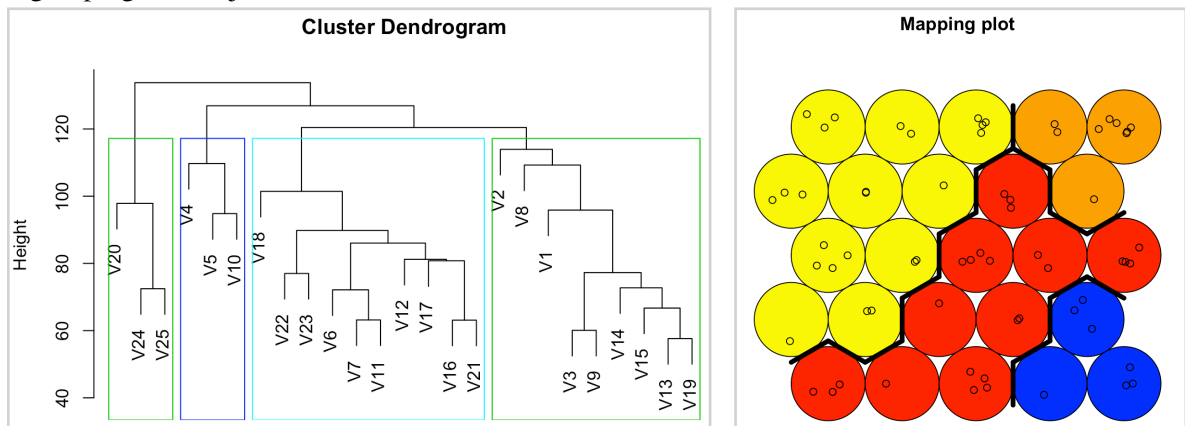 Cluster Dendrogram
Mapping plot
Height
120
100
80
60
40
V20
V24
V25
V4
V5
V10
V18
V22
V23
V6
V7
V11
V12
V17
V16
V21
V2
V8
V1
V3
V9
V14
V15
V13
V19